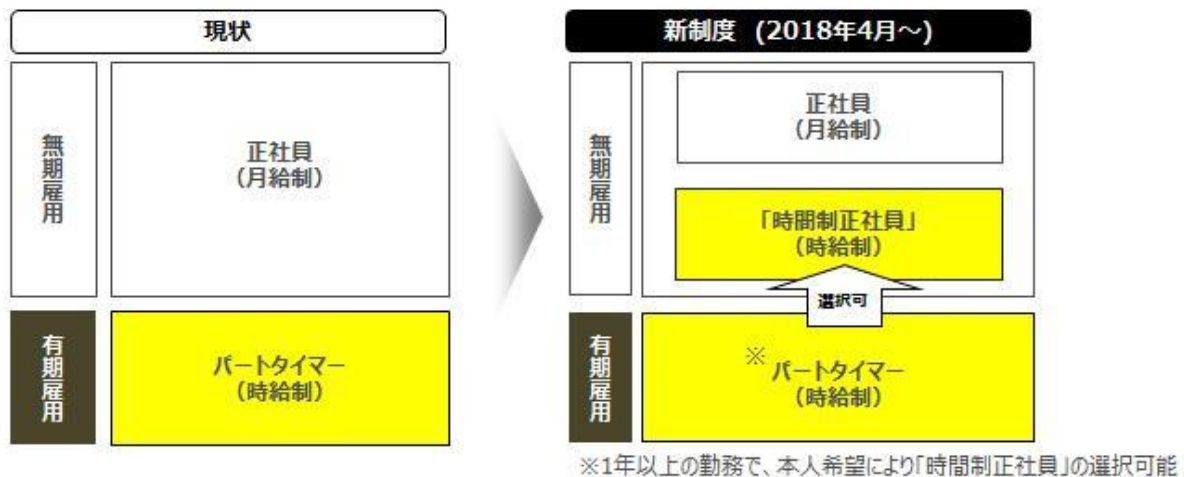 現状
無期雇用
正社員
（月給制）
有期雇用
パートタイマー
（時給制）
新制度 (2018年4月～)
無期雇用
正社員
（月給制）
「時間制正社員」
（時給制）
選択可
有期雇用
※パートタイマー
（時給制）
※1年以上の勤務で、本人希望により「時間制正社員」の選択可能